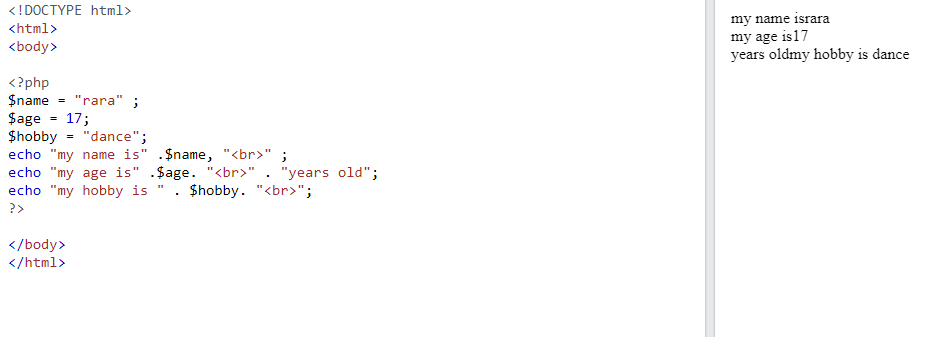 <!DOCTYPE html>
<html>
<body>
<?php
$name = "rara" ;
$age = 17;
$hobby = "dance";
echo "my name is" .$name, "<br>" ;
echo "my age is" .$age. "<br>" . "years old";
echo "my hobby is " . $hobby. "<br>";
?>
</body>
</html>
my name israra
my age is17
years oldmy hobby is dance